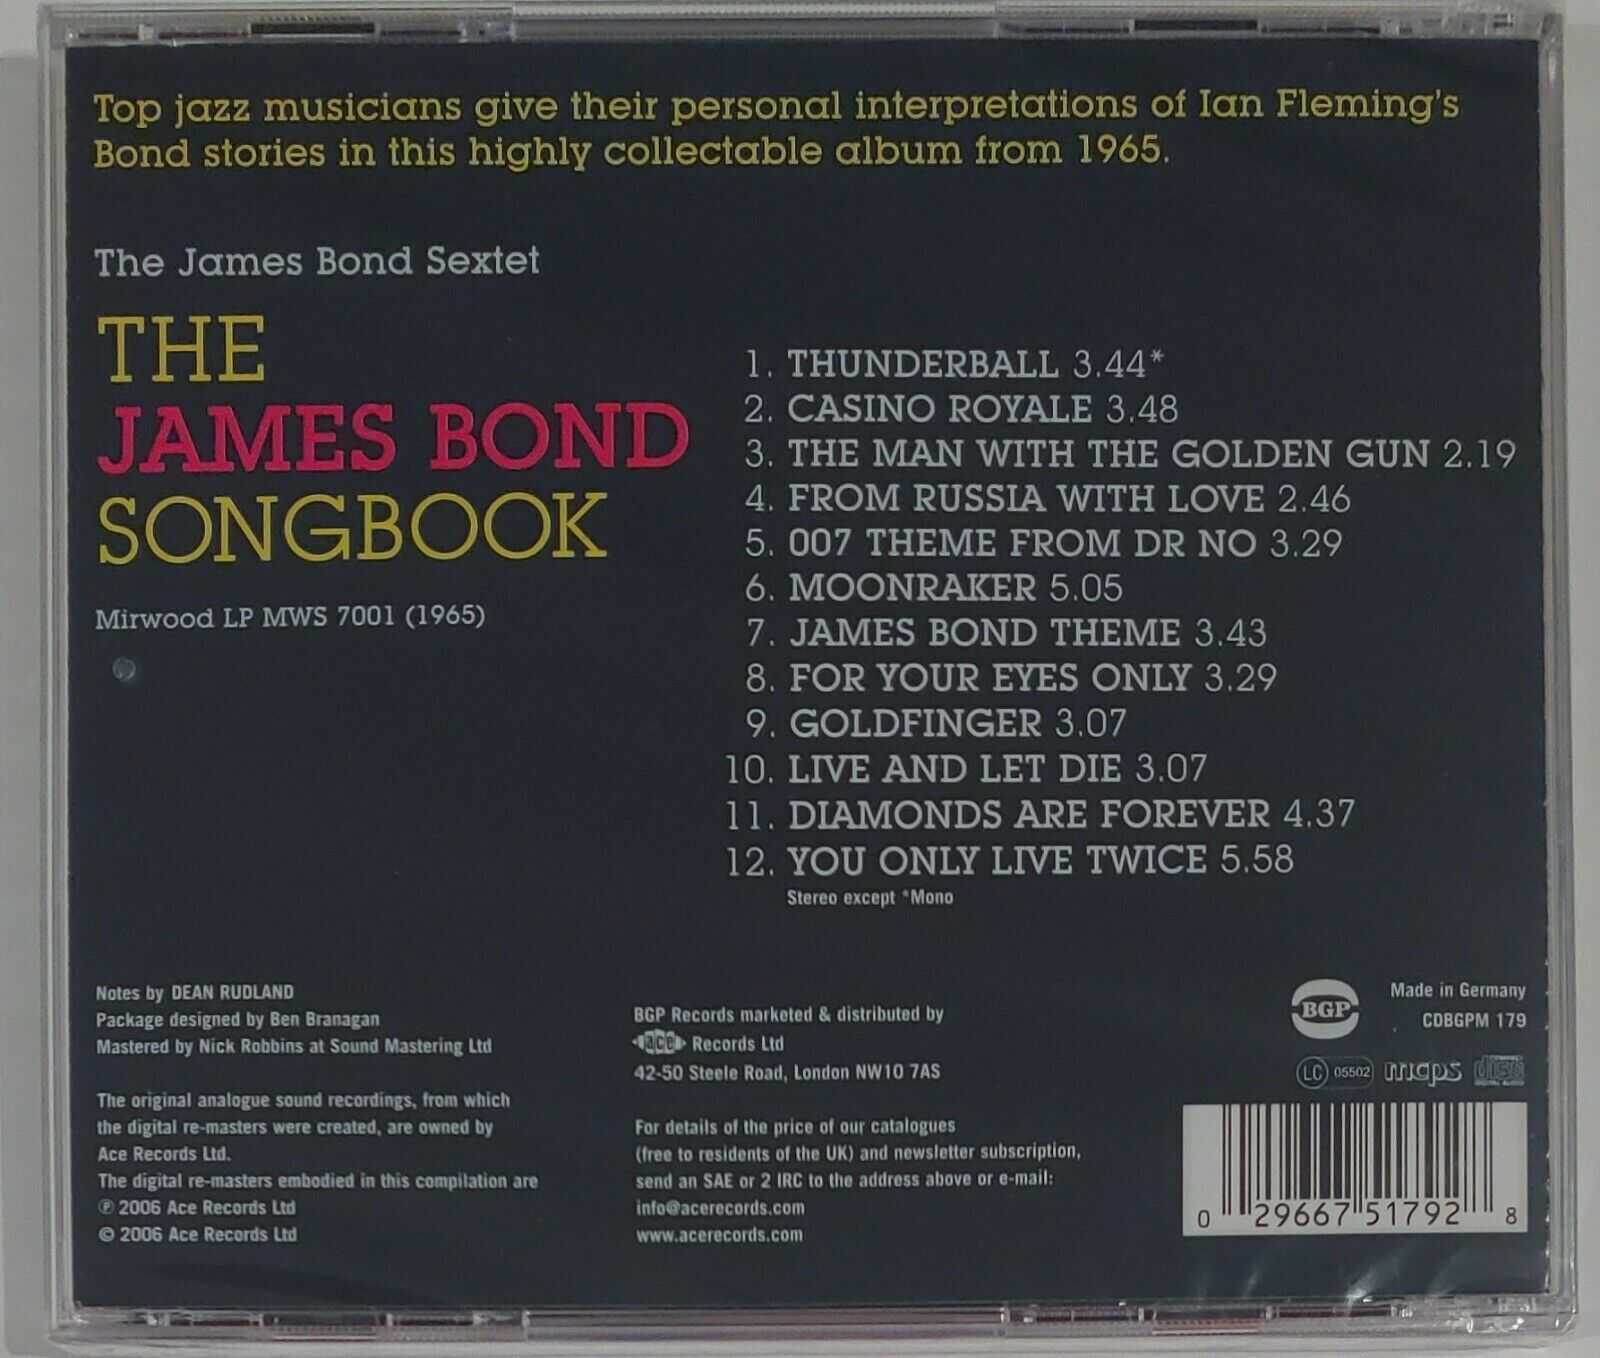 Top jazz musicians give their personal interpretations of Ian Fleming's
Bond stories in this highly collectable album from 1965.
The James Bond Sextet
THE
JAMES BOND
SONGBOOK
Mirwood LP MWS 7001 (1965)
1. THUNDERBALL 3.44*
2. CASINO ROYALE 3.48
3. THE MAN WITH THE GOLDEN GUN 2.19
4. FROM RUSSIA WITH LOVE 2.46
5. 007 THEME FROM DR NO 3.29
6. MOONRAKER 5.05
7. JAMES BOND THEME 3.43
8. FOR YOUR EYES ONLY 3.29
9. GOLDFINGER 3.07
10. LIVE AND LET DIE 3.07
11. DIAMONDS ARE FOREVER 4.37
12. YOU ONLY LIVE TWICE 5.58
Stereo except *Mono
Notes by DEAN RUDLAND
Package designed by Ben Branagan
Mastered by Nick Robbins at Sound Mastering Ltd
The original analogue sound recordings, from which
the digital re-masters were created, are owned by
Ace Records Ltd.
The digital re-masters embodied in this compilation are
℗ 2006 Ace Records Ltd
© 2006 Ace Records Ltd
BGP Records marketed & distributed by
ace Records Ltd
42-50 Steele Road, London NW10 7AS
For details of the price of our catalogues
(free to residents of the UK) and newsletter subscription,
send an SAE or 2 IRC to the address above or e-mail:
info@acerecords.com
www.acerecords.com
BGP
Made in Germany
CDBGPM 179
LC 05502 mcps disc
DIGITAL AUDIO
0 29667 51792 8